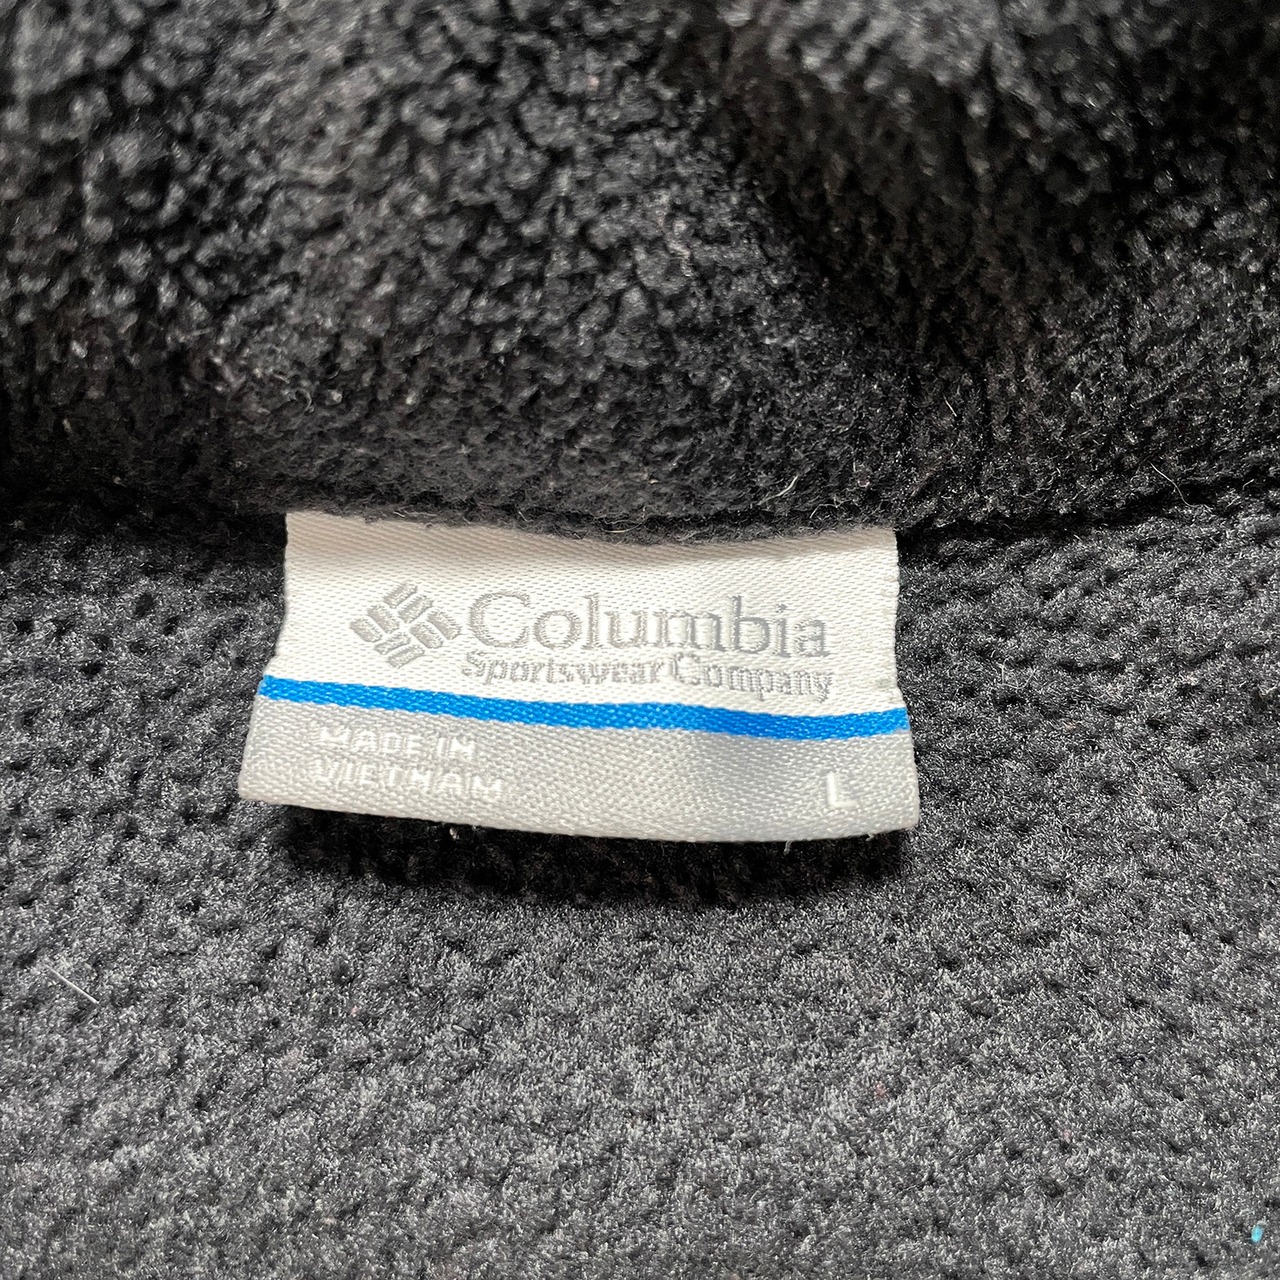 Columbia
Sportswear Company
MADE IN
VIETNAM
L